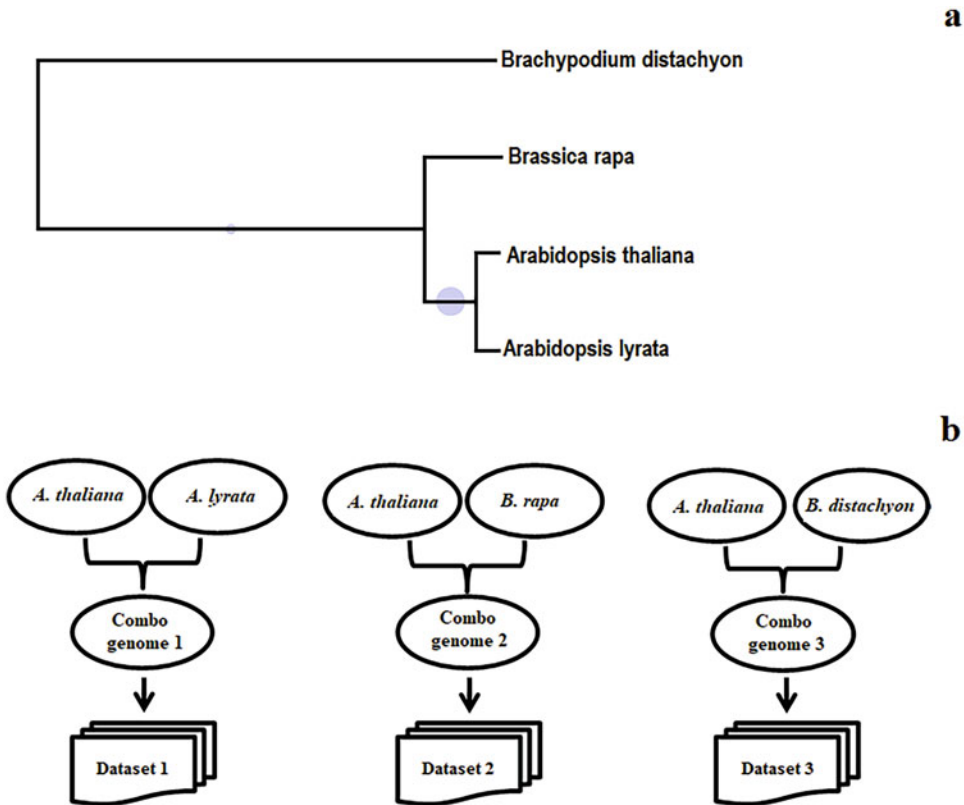 a
Brachypodium distachyon
Brassica rapa
Arabidopsis thaliana
Arabidopsis lyrata
b
A. thaliana
A. lyrata
A. thaliana
B. rapa
A. thaliana
B. distachyon
Combo
genome 1
Combo
genome 2
Combo
genome 3
Dataset 1
Dataset 2
Dataset 3